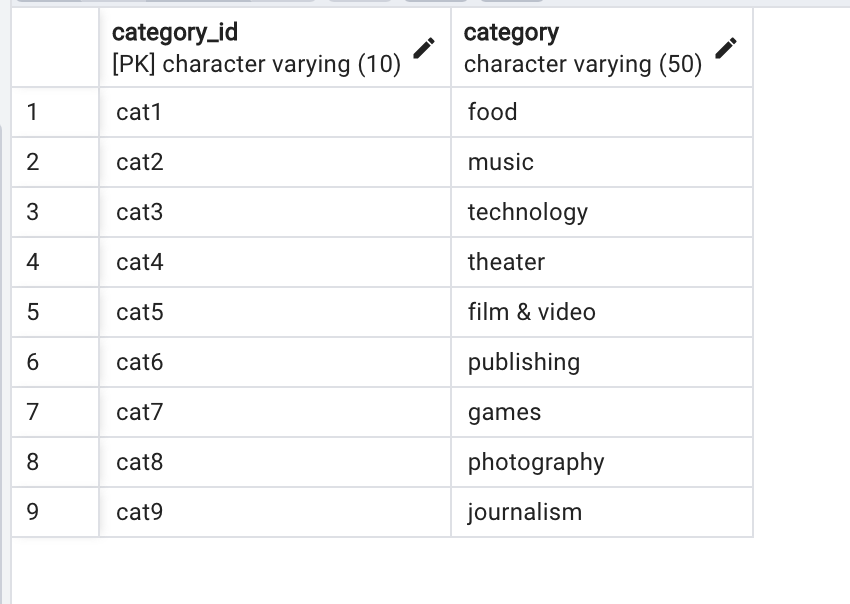 category_id category
[PK] character varying (10) character varying (50)
1 cat1 food
2 cat2 music
3 cat3 technology
4 cat4 theater
5 cat5 film & video
6 cat6 publishing
7 cat7 games
8 cat8 photography
9 cat9 journalism